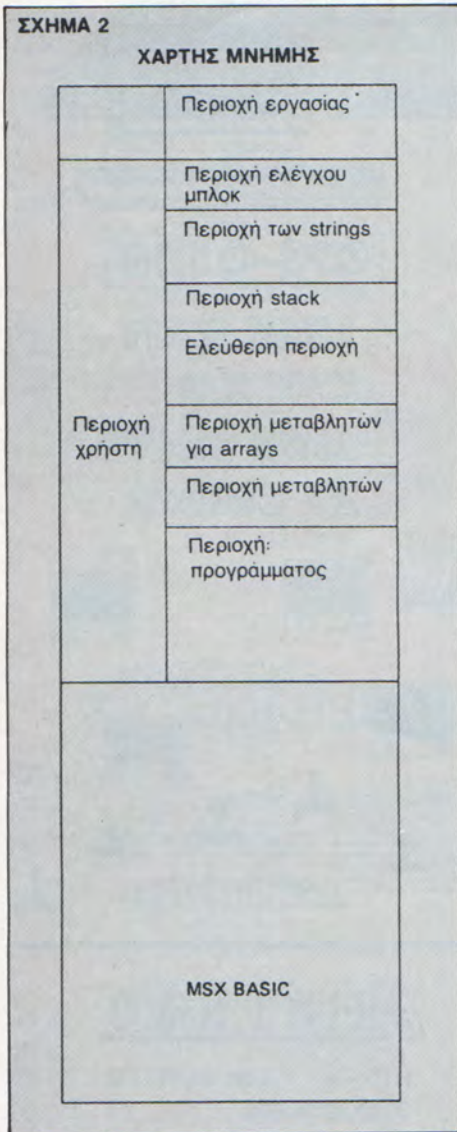 ΣΧΗΜΑ 2
ΧΑΡΤΗΣ ΜΝΗΜΗΣ
Περιοχή εργασίας
Περιοχή ελέγχου
μπλοκ
Περιοχή των strings
Περιοχή stack
Ελεύθερη περιοχή
Περιοχή
χρήστη
Περιοχή μεταβλητών
για arrays
Περιοχή μεταβλητών
Περιοχή:
προγράμματος
MSX BASIC